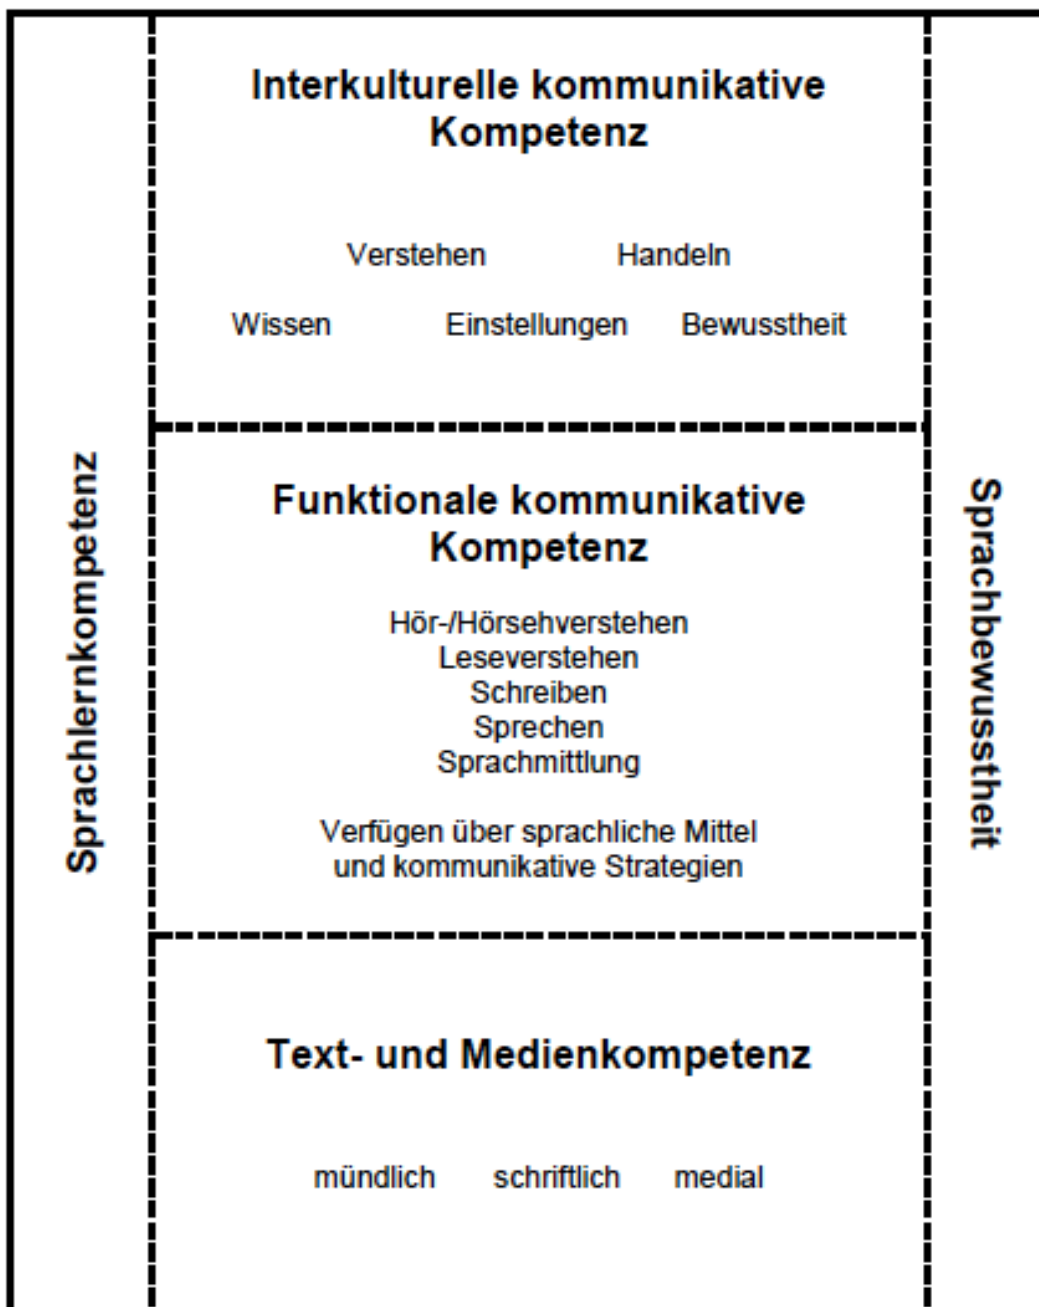 Sprachlernkompetenz
Interkulturelle kommunikative
Kompetenz
Verstehen Handeln
Wissen Einstellungen Bewusstheit
Funktionale kommunikative
Kompetenz
Hör-/Hörsehverstehen
Leseverstehen
Schreiben
Sprechen
Sprachmittlung
Verfügen über sprachliche Mittel
und kommunikative Strategien
Text- und Medienkompetenz
mündlich schriftlich medial
Sprachbewusstheit